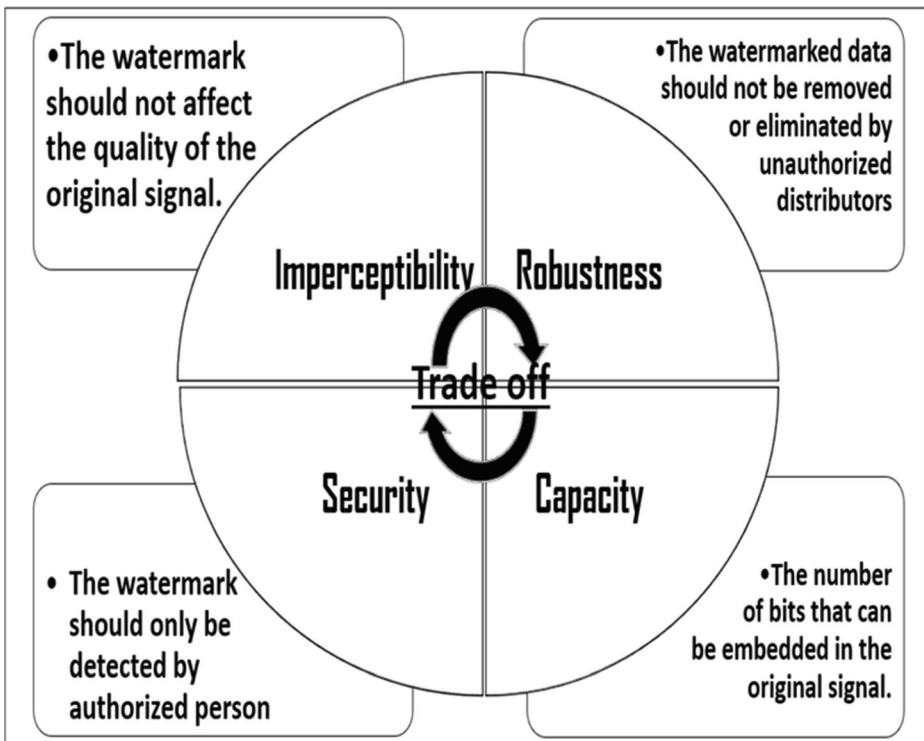 •The watermark
should not affect
the quality of the
original signal.
•The watermarked data
should not be removed
or eliminated by
unauthorized
distributors
Imperceptibility
Robustness
Trade off
Security
Capacity
• The watermark
should only be
detected by
authorized person
•The number
of bits that can
be embedded in the
original signal.